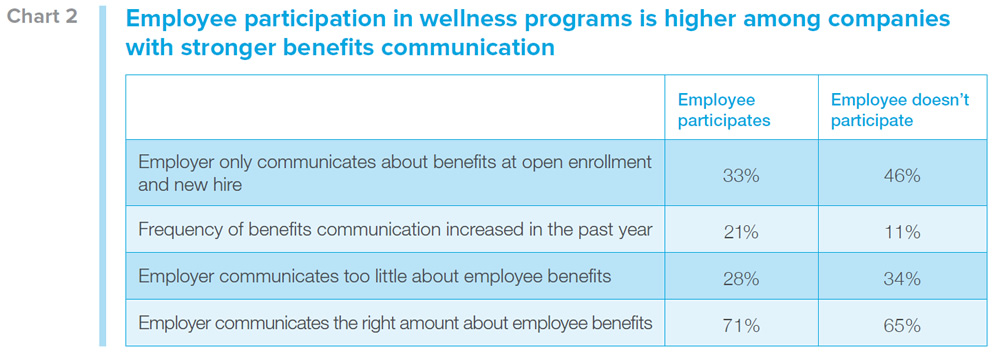 Chart 2
Employee participation in wellness programs is higher among companies
with stronger benefits communication
Employee
participates
Employee doesn’t
participate
Employer only communicates about benefits at open enrollment
and new hire
33%
46%
Frequency of benefits communication increased in the past year
21%
11%
Employer communicates too little about employee benefits
28%
34%
Employer communicates the right amount about employee benefits
71%
65%